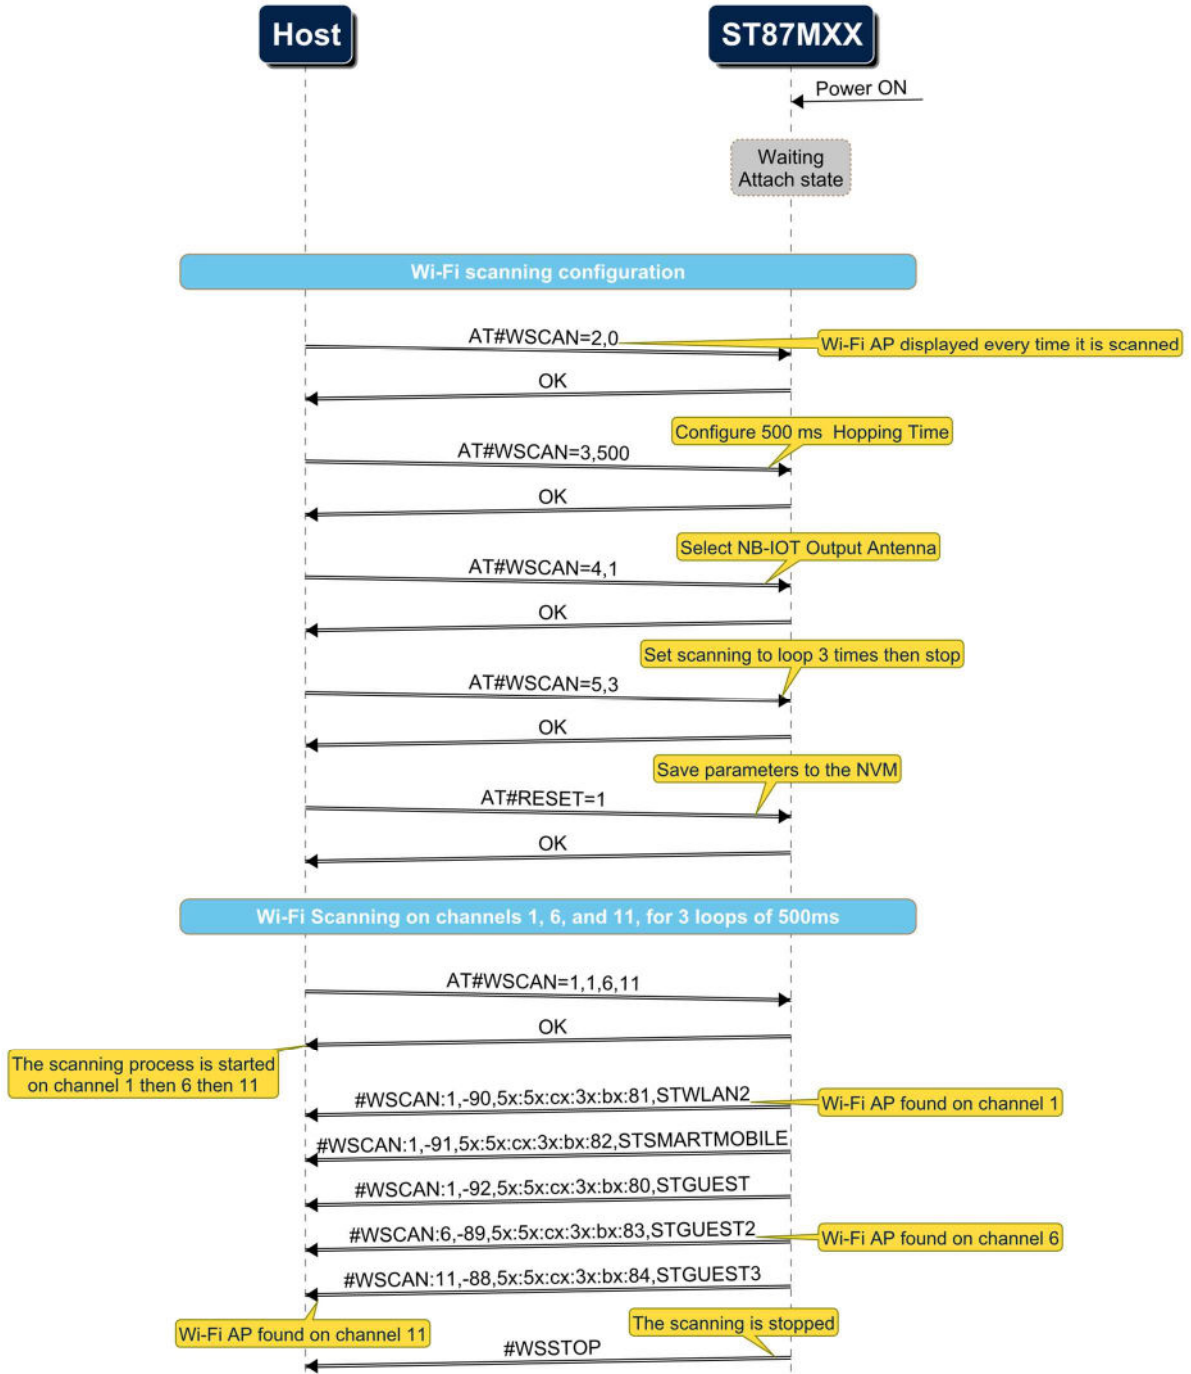 Host
ST87MXX
Power ON
Waiting
Attach state
Wi-Fi scanning configuration
AT#WSCAN=2,0
Wi-Fi AP displayed every time it is scanned
OK
Configure 500 ms  Hopping Time
AT#WSCAN=3,500
OK
Select NB-IOT Output Antenna
AT#WSCAN=4,1
OK
Set scanning to loop 3 times then stop
AT#WSCAN=5,3
OK
Save parameters to the NVM
AT#RESET=1
OK
Wi-Fi Scanning on channels 1, 6, and 11, for 3 loops of 500ms
AT#WSCAN=1,1,6,11
OK
The scanning process is started
on channel 1 then 6 then 11
#WSCAN:1,-90,5x:5x:cx:3x:bx:81,STWLAN2
Wi-Fi AP found on channel 1
#WSCAN:1,-91,5x:5x:cx:3x:bx:82,STSMARTMOBILE
#WSCAN:1,-92,5x:5x:cx:3x:bx:80,STGUEST
#WSCAN:6,-89,5x:5x:cx:3x:bx:83,STGUEST2
Wi-Fi AP found on channel 6
#WSCAN:11,-88,5x:5x:cx:3x:bx:84,STGUEST3
Wi-Fi AP found on channel 11
The scanning is stopped
#WSSTOP